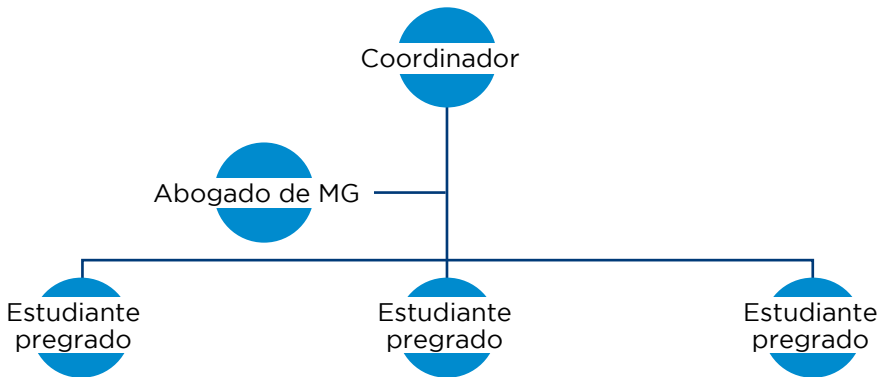 Coordinador
Abogado de MG
Estudiante
pregrado
Estudiante
pregrado
Estudiante
pregrado